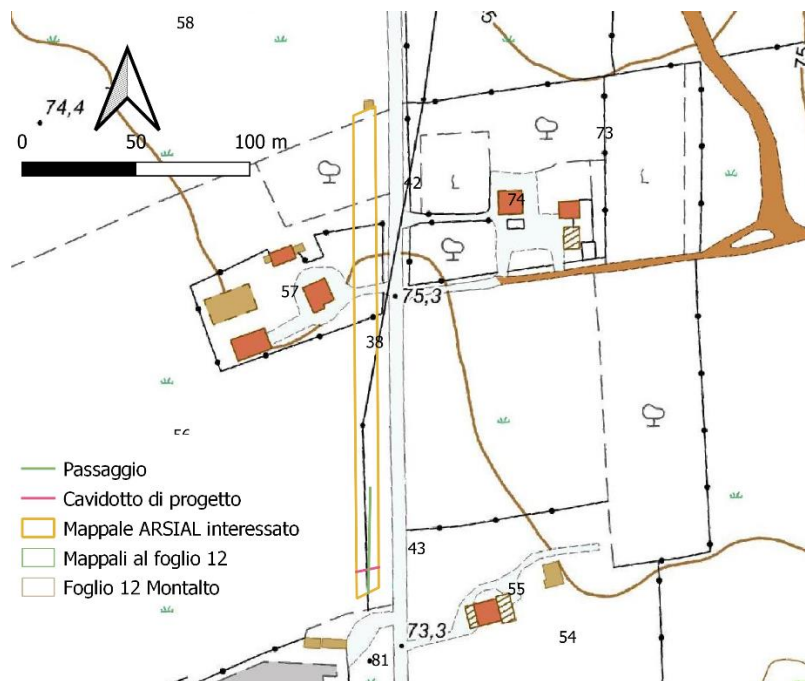 58
74,4
0 50 100 m
42
73
74
57
75,3
38
Passaggio
Cavidotto di progetto
Mappale ARSIAL interessato
Mappali al foglio 12
Foglio 12 Montalto
43
55
54
73,3
81